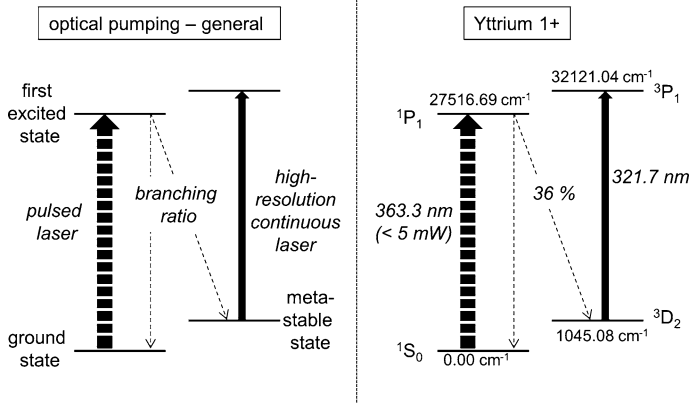 optical pumping – general
first
excited
state
pulsed
laser
branching
ratio
high-
resolution
continuous
laser
ground
state
meta-
stable
state
Yttrium 1+
27516.69 cm⁻¹
32121.04 cm⁻¹
¹P₁
³P₁
363.3 nm
(< 5 mW)
36 %
321.7 nm
³D₂
1045.08 cm⁻¹
¹S₀
0.00 cm⁻¹